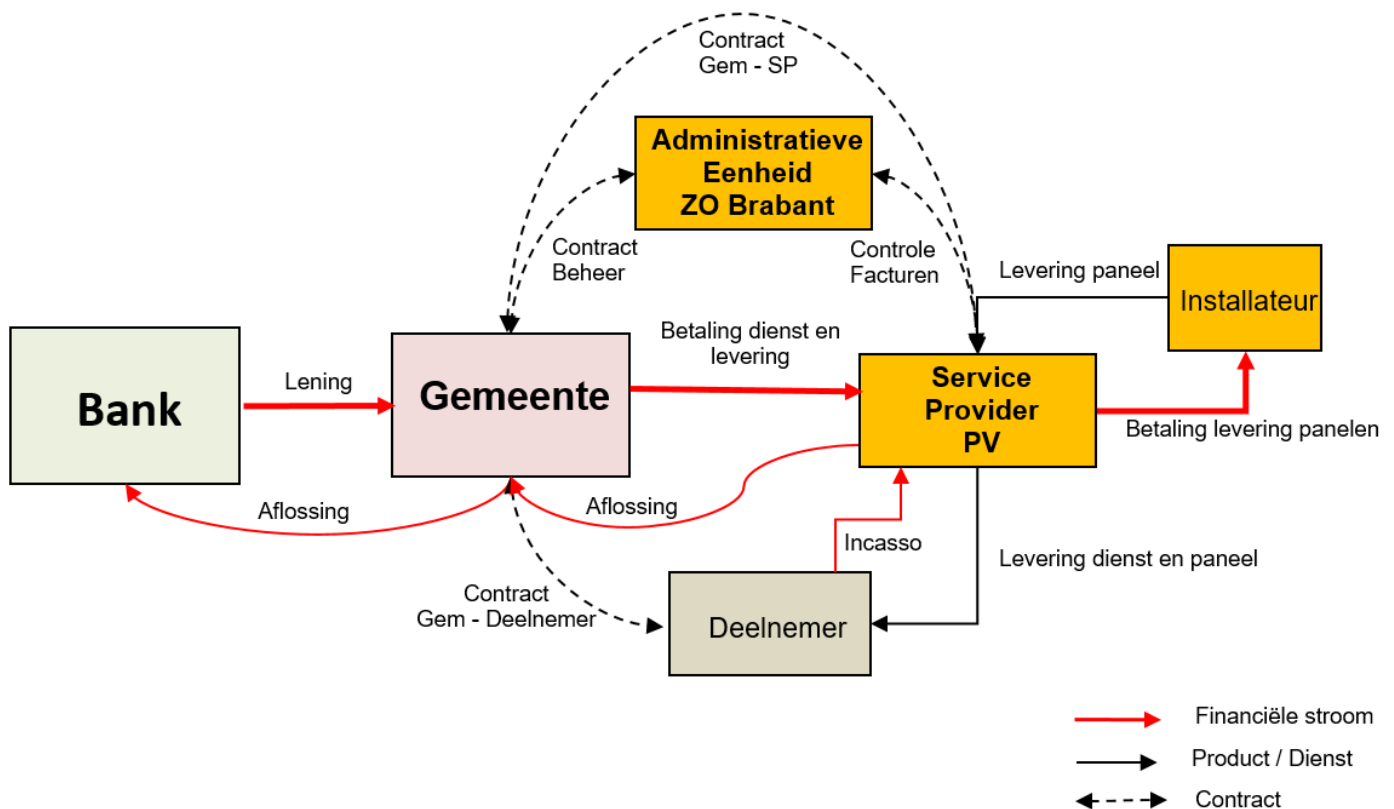 Contract
Gem - SP
Administratieve
Eenheid
ZO Brabant
Contract
Beheer
Controle
Facturen
Levering paneel
Installateur
Bank
Lening
Gemeente
Betaling dienst en
levering
Service
Provider
PV
Betaling levering panelen
Aflossing
Aflossing
Incasso
Levering dienst en paneel
Contract
Gem - Deelnemer
Deelnemer
Financiële stroom
Product / Dienst
Contract